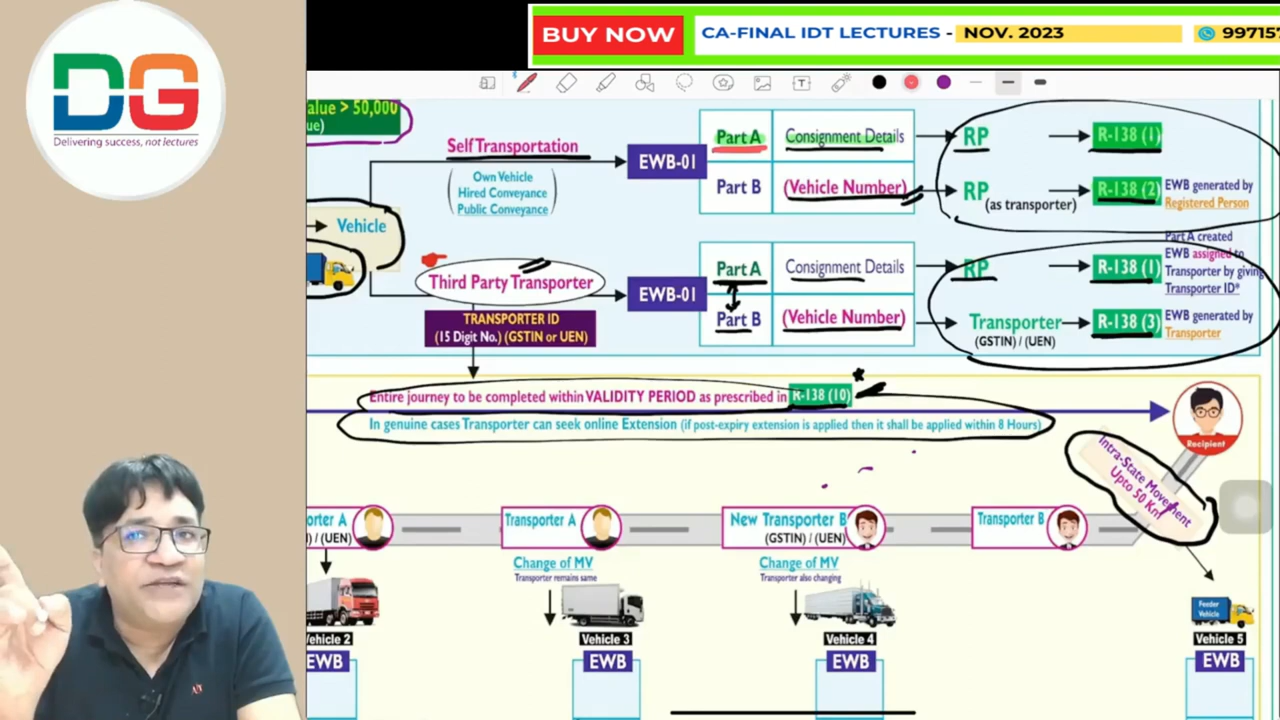 BUY NOW
CA-FINAL IDT LECTURES - NOV. 2023
99715
DG
Delivering success, not lectures
alue > 50,000
ue)
Self Transportation
Own Vehicle
Hired Conveyance
Public Conveyance
EWB-01
Part A
Consignment Details
RP
R-138 (1)
Part B
(Vehicle Number)
RP
(as transporter)
R-138 (2)
EWB generated by
Registered Person
Vehicle
Third Party Transporter
TRANSPORTER ID
(15 Digit No.) (GSTIN or UEN)
EWB-01
Part A
Consignment Details
RP
R-138 (1)
Part A created
EWB assigned to
Transporter by giving
Transporter ID*
Part B
(Vehicle Number)
Transporter
(GSTIN) / (UEN)
R-138 (3)
EWB generated by
Transporter
Entire journey to be completed within VALIDITY PERIOD as prescribed in R-138 (10)
In genuine cases Transporter can seek online Extension (if post-expiry extension is applied then it shall be applied within 8 Hours)
Recipient
Intra-State Movement
Upto 50 Km
orter A
) / (UEN)
Transporter A
New Transporter B
(GSTIN) / (UEN)
Transporter B
Change of MV
Transporter remains same
Change of MV
Transporter also changing
Feeder
Vehicle
Vehicle 2
Vehicle 3
Vehicle 4
Vehicle 5
EWB
EWB
EWB
EWB